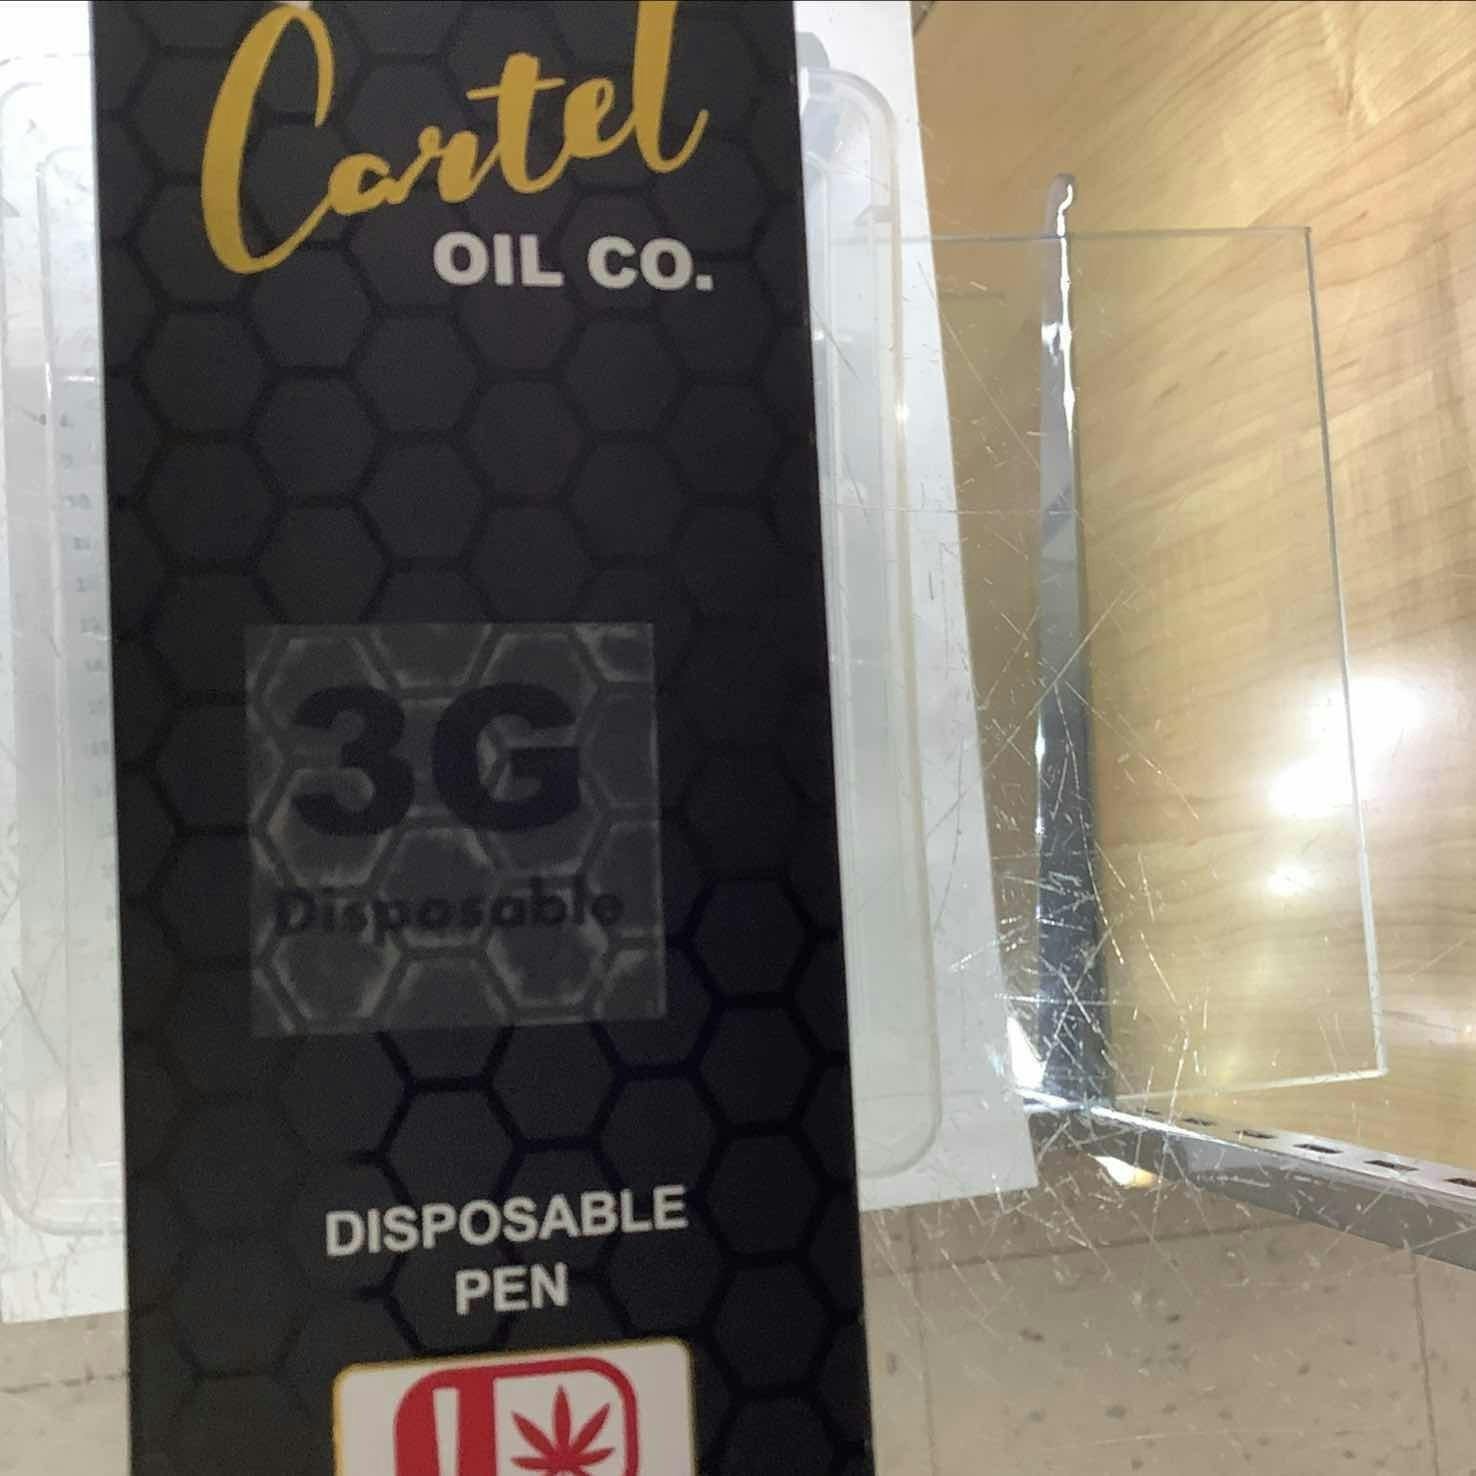 Cartel
OIL CO.
3G
Disposable
DISPOSABLE
PEN